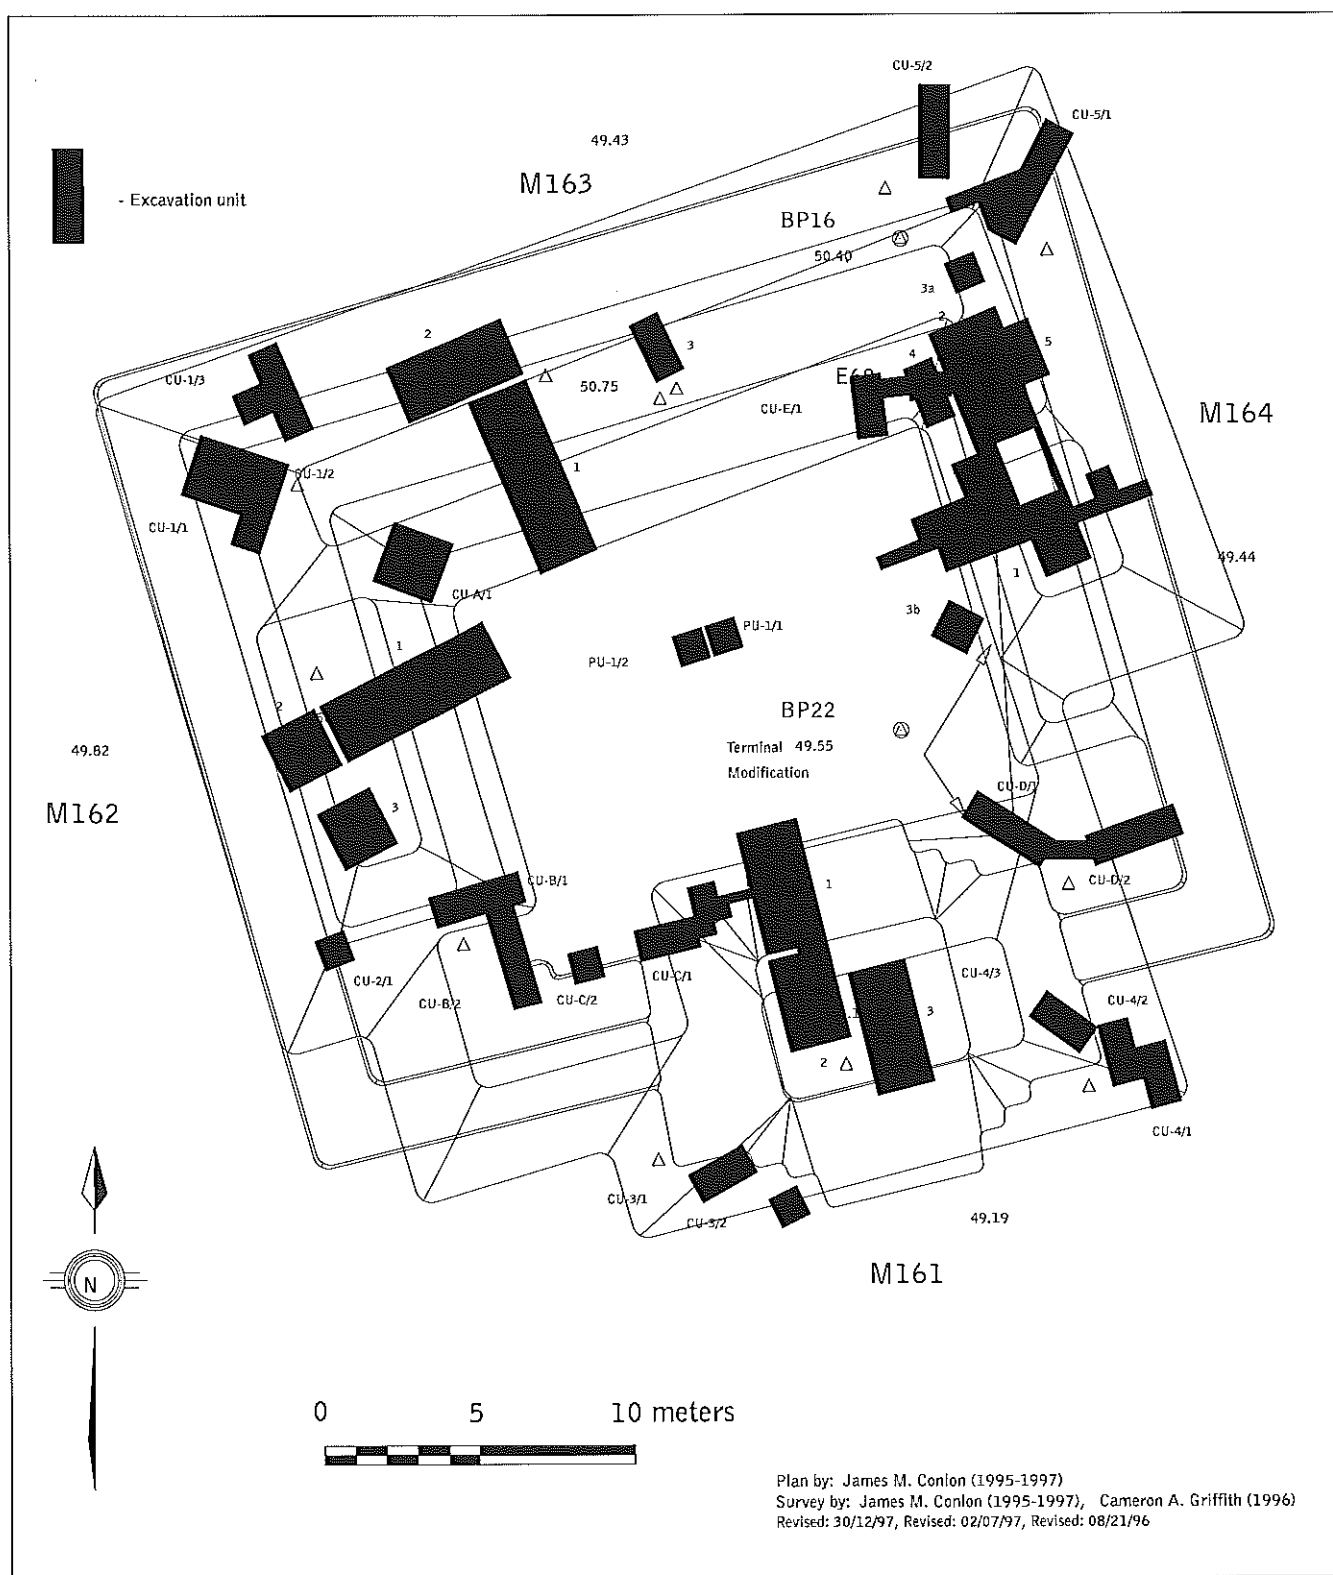 CU-5/2
CU-5/1
49.43
M163
- Excavation unit
BP16
50.40
3a
2
2
5
CU-1/3
3
4
50.75
CU-E/1
M164
1
CU-1/2
CU-1/1
49.44
1
CU-A/1
3b
PU-1/1
1
PU-1/2
2
BP22
49.82
Terminal 49.55
Modification
CU-D/1
M162
3
CU-B/1
1
CU-D/2
CU-2/1
CU-B/2
CU-C/2
CU-C/1
CU-4/3
CU-4/2
3
2
CU-4/1
CU-3/1
CU-3/2
49.19
M161
N
0 5 10 meters
Plan by: James M. Conlon (1995-1997)
Survey by: James M. Conlon (1995-1997), Cameron A. Griffith (1996)
Revised: 30/12/97, Revised: 02/07/97, Revised: 08/21/96